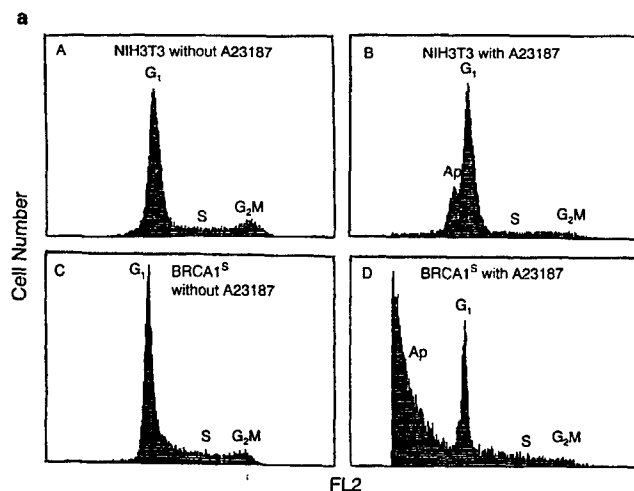 a
A NIH3T3 without A23187
G₁
S
G₂M
B NIH3T3 with A23187
G₁
Ap
S
G₂M
C BRCA1ˢ
without A23187
G₁
S
G₂M
D BRCA1ˢ with A23187
G₁
Ap
S
G₂M
Cell Number
FL2